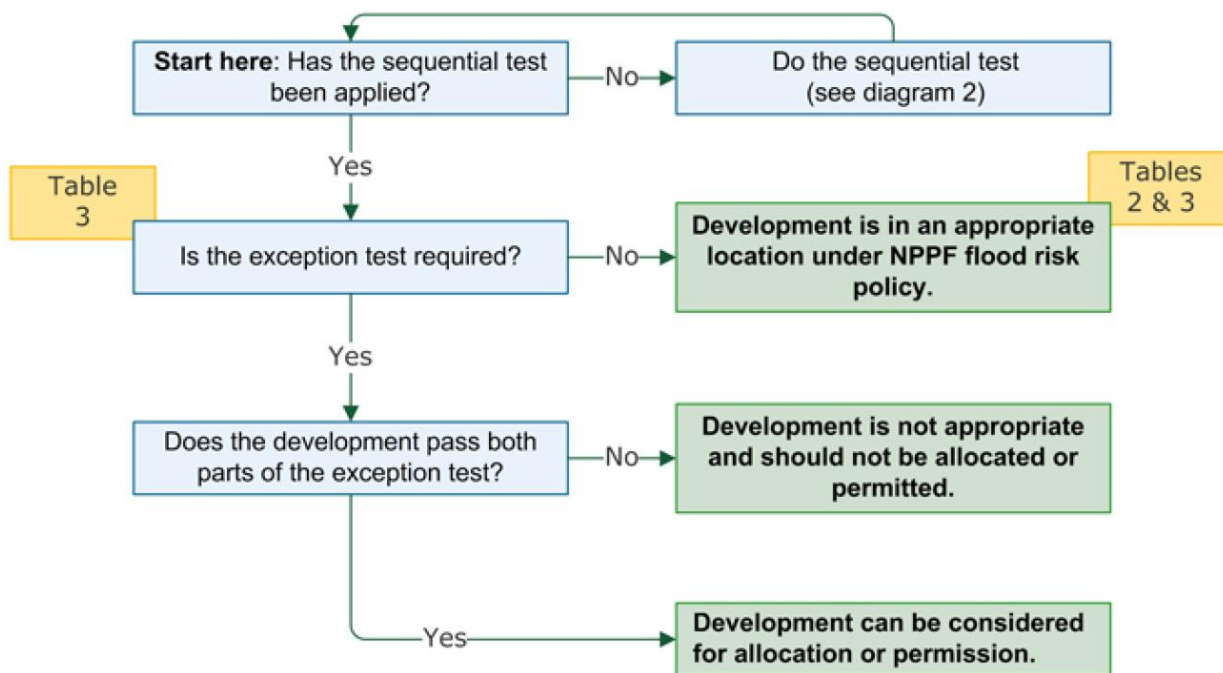 Start here: Has the sequential test
been applied?
No
Do the sequential test
(see diagram 2)
Yes
Table
3
Tables
2 & 3
Is the exception test required?
No
Development is in an appropriate
location under NPPF flood risk
policy.
Yes
Does the development pass both
parts of the exception test?
No
Development is not appropriate
and should not be allocated or
permitted.
Yes
Development can be considered
for allocation or permission.